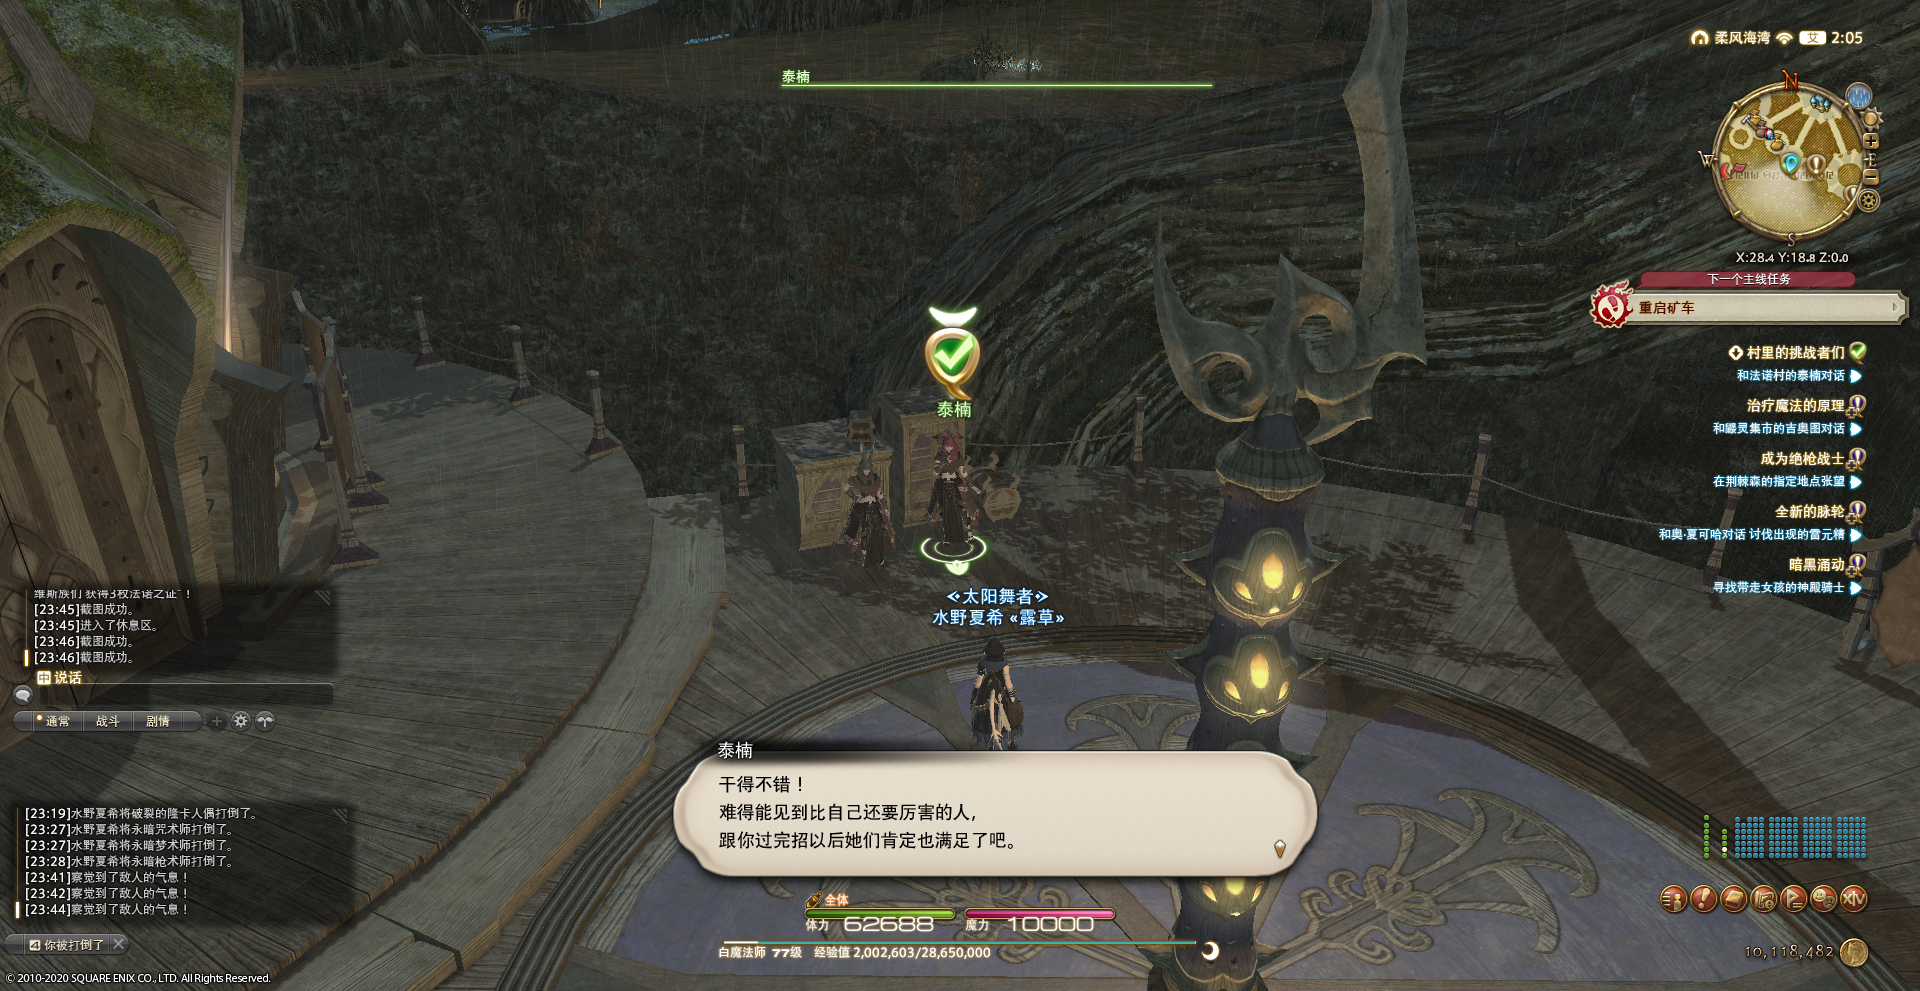 柔风海湾 艾 2:05
泰楠
N
W
E
S
X:28.4 Y:18.8 Z:0.0
下一个主线任务
重启矿车
村里的挑战者们
和法诺村的泰楠对话
治疗魔法的原理
和鼹灵集市的吉奥图对话
成为绝枪战士
在荆棘森的指定地点张望
全新的脉轮
和奥·夏可哈对话 讨伐出现的雷元精
暗黑涌动
寻找带走女孩的神殿骑士
泰楠
<太阳舞者>
水野夏希 «露草»
维斯族们"获得3枚法诺之证"！
[23:45]截图成功。
[23:45]进入了休息区。
[23:46]截图成功。
[23:46]截图成功。
说话
通常 战斗 剧情
泰楠
干得不错！
难得能见到比自己还要厉害的人，
跟你过完招以后她们肯定也满足了吧。
[23:19]水野夏希将破裂的隆卡人偶打倒了。
[23:27]水野夏希将永暗咒术师打倒了。
[23:27]水野夏希将永暗梦术师打倒了。
[23:28]水野夏希将永暗枪术师打倒了。
[23:41]察觉到了敌人的气息！
[23:42]察觉到了敌人的气息！
[23:44]察觉到了敌人的气息！
4 你被打倒了
全体
体力 62688 魔力 10000
白魔法师 77级 经验值 2,002,603/28,650,000
XIV
10,118,482
© 2010-2020 SQUARE ENIX CO., LTD. All Rights Reserved.